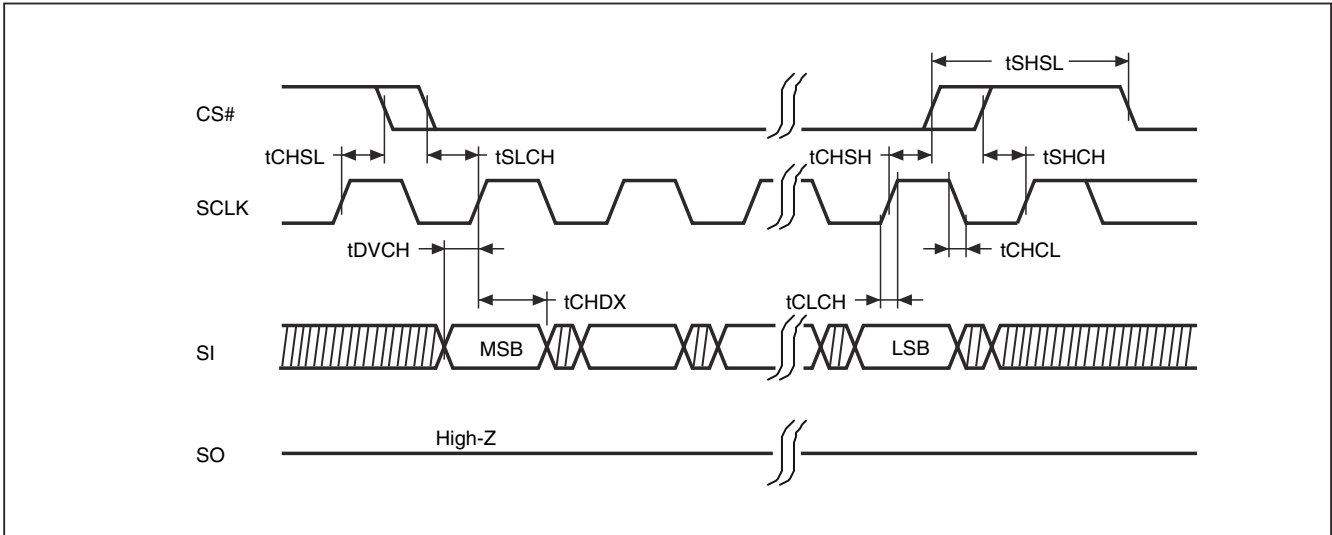 tSHSL
CS#
tCHSL
tSLCH
tCHSH
tSHCH
SCLK
tDVCH
tCHCL
tCHDX
tCLCH
SI
MSB
LSB
High-Z
SO